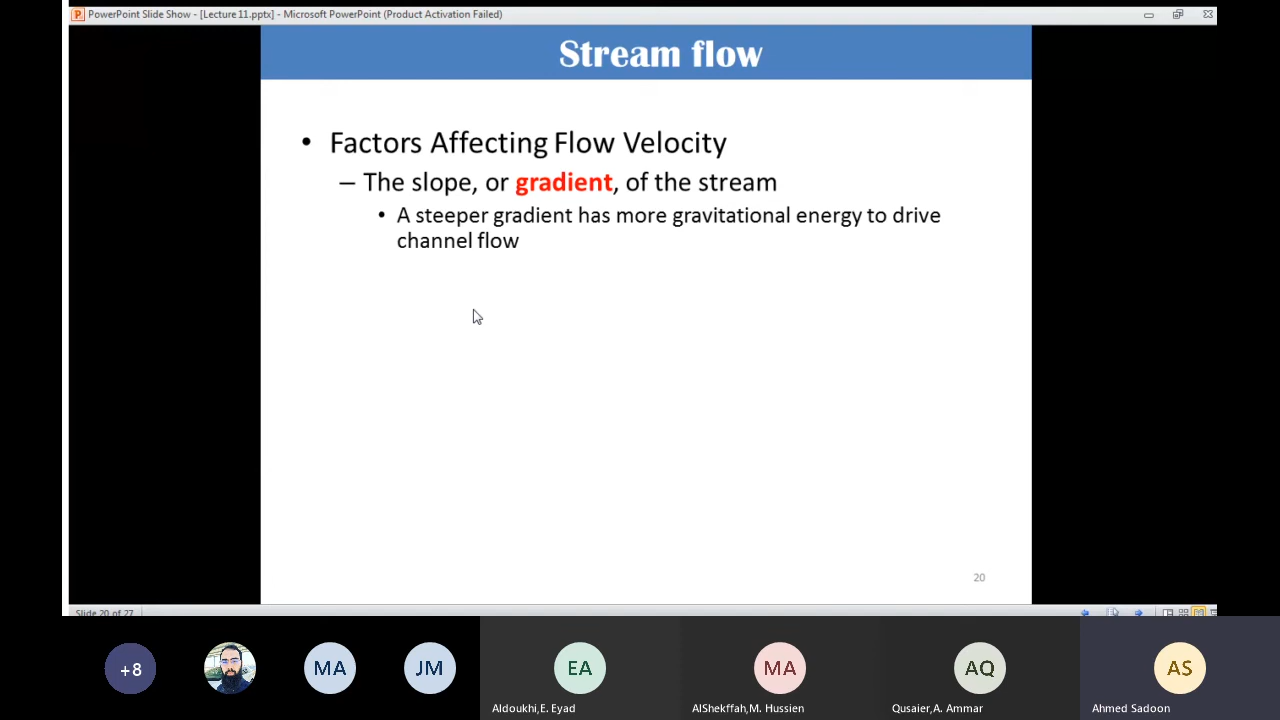 PowerPoint Slide Show - [Lecture 11.pptx] - Microsoft PowerPoint (Product Activation Failed)
Stream flow
• Factors Affecting Flow Velocity
– The slope, or gradient, of the stream
• A steeper gradient has more gravitational energy to drive
channel flow
20
Slide 20 of 27
+8
MA
JM
EA
MA
AQ
AS
Aldoukhi,E. Eyad
AlShekffah,M. Hussien
Qusaier,A. Ammar
Ahmed Sadoon